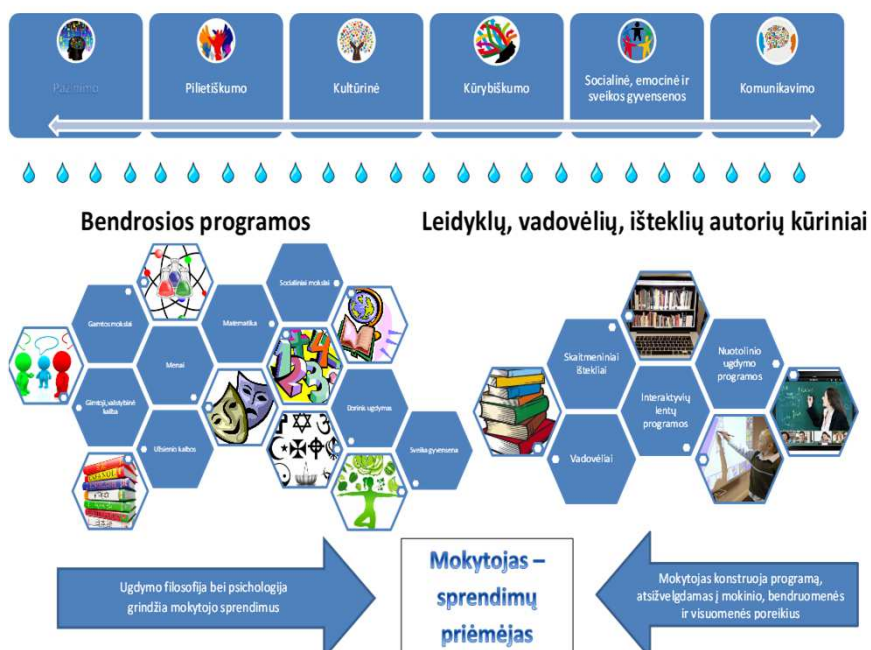 Pažinimo
Pilietiškumo
Kultūrinė
Kūrybiškumo
Socialinė, emocinė ir
sveikos gyvensenos
Komunikavimo
Bendrosios programos
Leidyklų, vadovėlių, išteklių autorių kūriniai
Socialiniai mokslai
Gamtos mokslai
Matematika
Menai
Gimtoji, valstybinė
kalba
Užsienio kalbos
Dorinis ugdymas
Sveika gyvensena
Skaitmeniniai
ištekliai
Nuotolinio
ugdymo
programos
Interaktyvių
lentų
programos
Vadovėliai
Ugdymo filosofija bei psichologija
grindžia mokytojo sprendimus
Mokytojas –
sprendimų
priėmėjas
Mokytojas konstruoja programą,
atsižvelgdamas į mokinio, bendruomenės
ir visuomenės poreikius